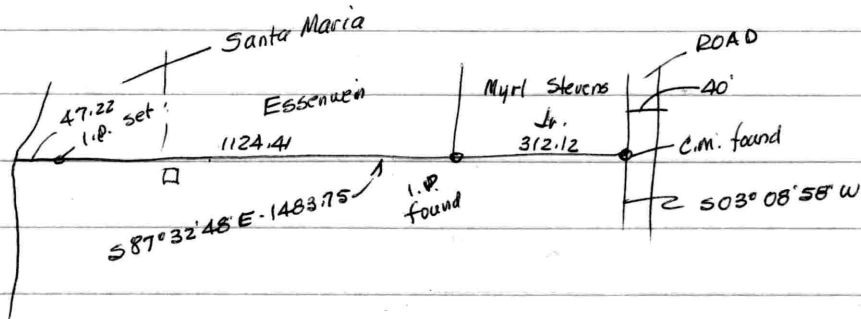 Santa Maria
ROAD
40'
47.22
I.P. set
Essenwein
Myrl Stevens
Jr.
1124.41
312.12
C.M. found
I.P.
found
S 87° 32' 48" E - 1483.75
S 03° 08' 58" W